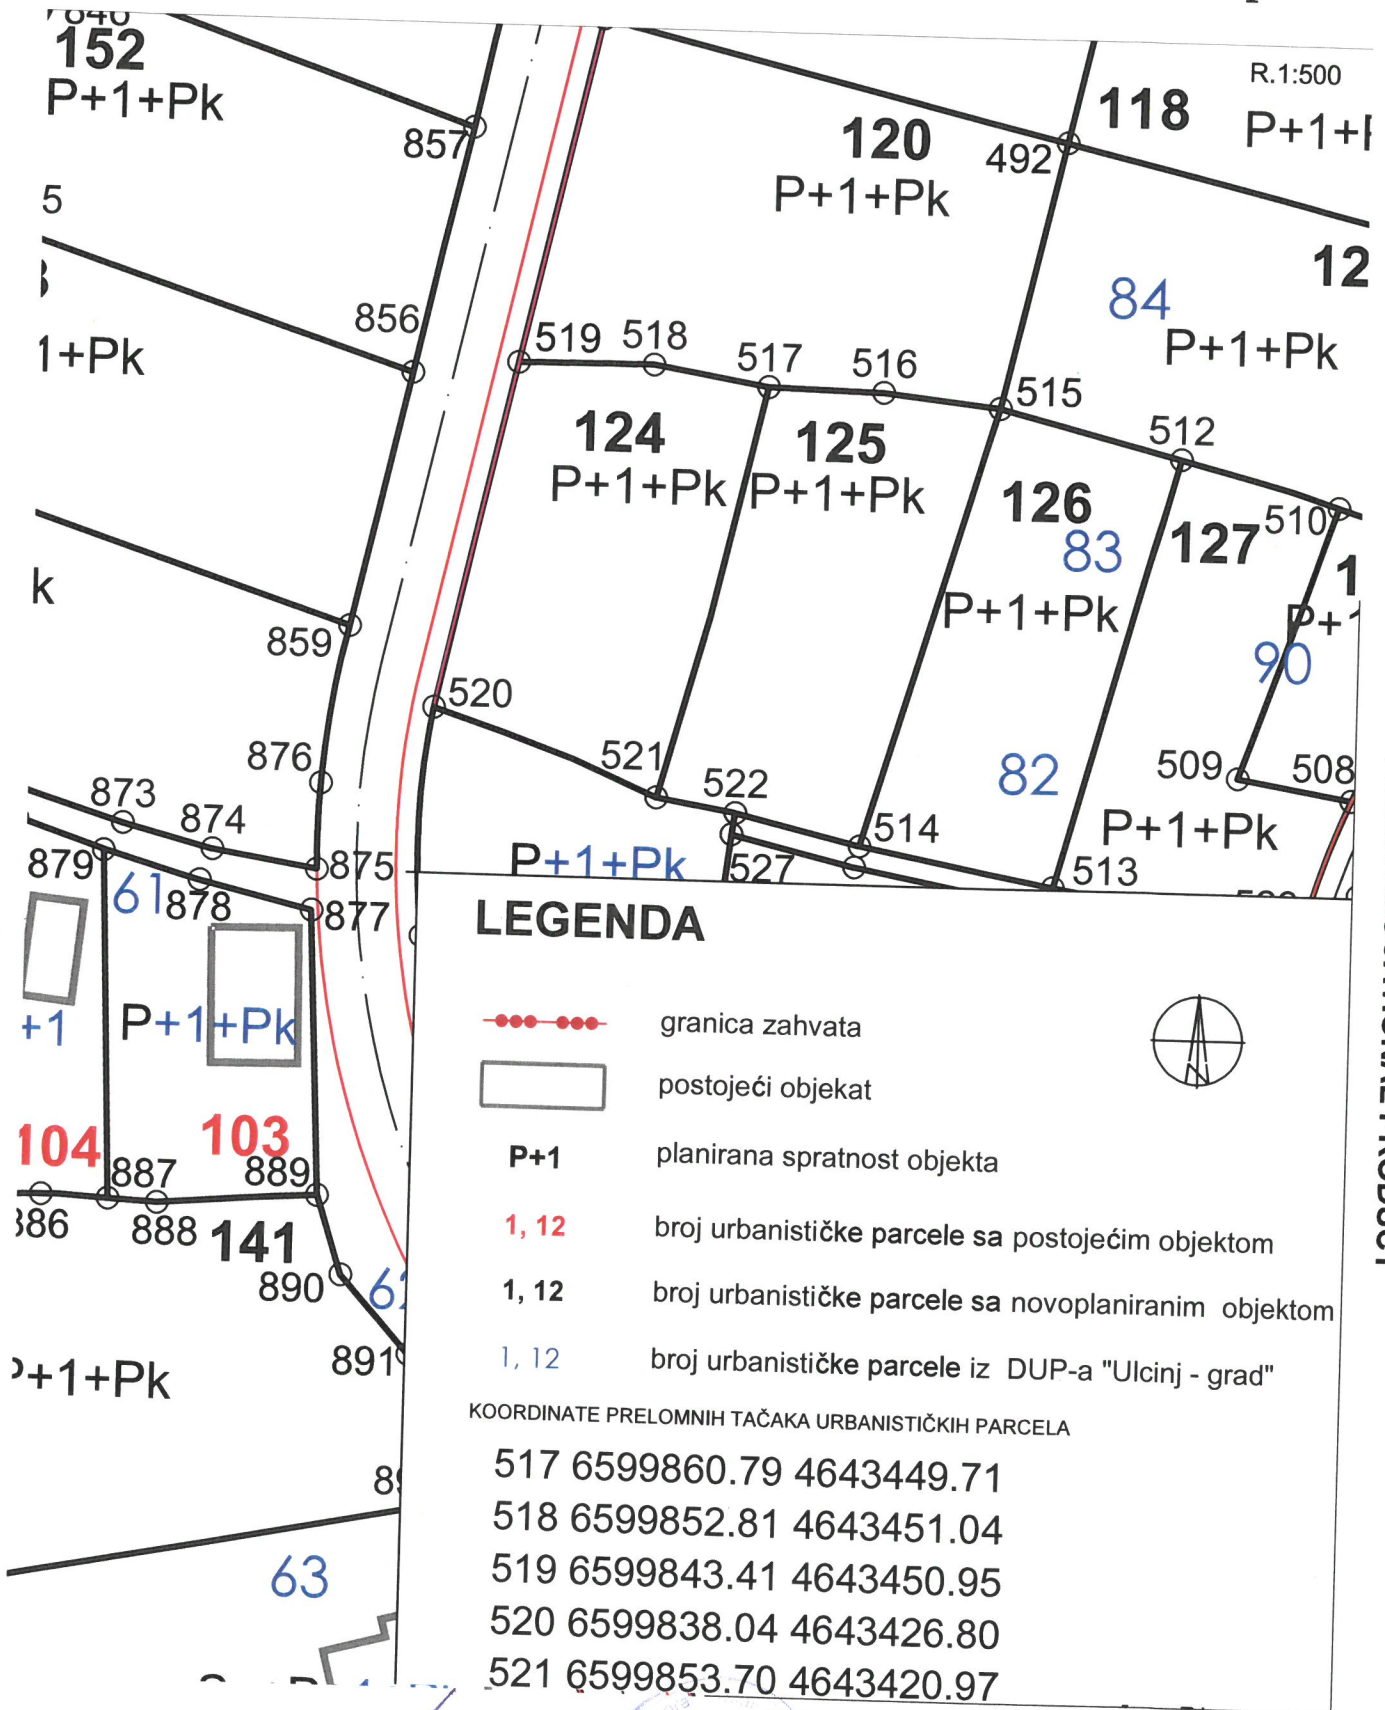 152
P+1+Pk
857
120
P+1+Pk
492
118
R.1:500
P+1+
5
12
84
P+1+Pk
856
1+Pk
519
518
517
516
515
512
124
P+1+Pk
125
P+1+Pk
126
83
P+1+Pk
127
510
1
P+1
90
k
859
520
521
522
82
509
508
P+1+Pk
876
873
874
875
514
513
527
P+1+Pk
879
61
878
877
+1
P+1+Pk
104
103
887
889
888
141
890
891
P+1+Pk
63
LEGENDA
granica zahvata
postojeći objekat
P+1 planirana spratnost objekta
1, 12 broj urbanističke parcele sa postojećim objektom
1, 12 broj urbanističke parcele sa novoplaniranim objektom
1, 12 broj urbanističke parcele iz DUP-a "Ulcinj - grad"
KOORDINATE PRELOMNIH TAČAKA URBANISTIČKIH PARCELA
517 6599860.79 4643449.71
518 6599852.81 4643451.04
519 6599843.41 4643450.95
520 6599838.04 4643426.80
521 6599853.70 4643420.97